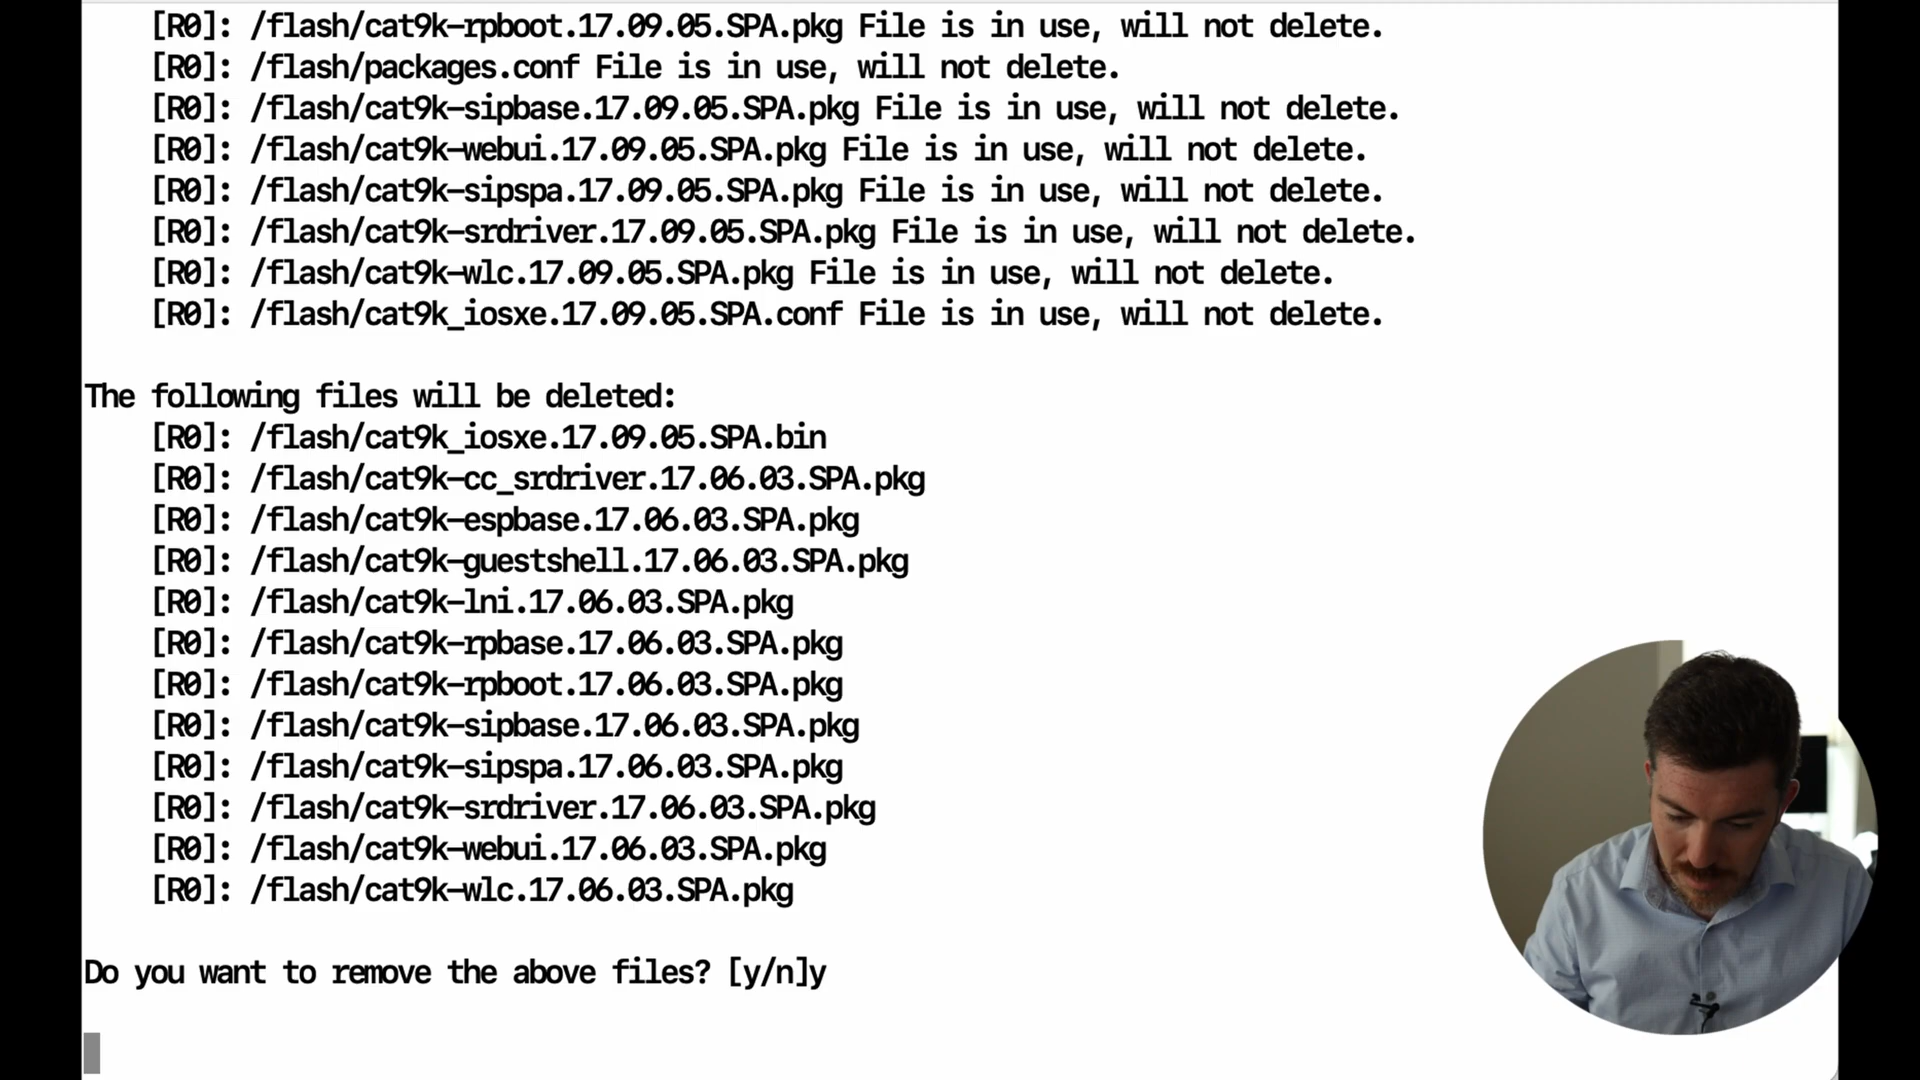 [R0]: /flash/cat9k-rpboot.17.09.05.SPA.pkg File is in use, will not delete.
[R0]: /flash/packages.conf File is in use, will not delete.
[R0]: /flash/cat9k-sipbase.17.09.05.SPA.pkg File is in use, will not delete.
[R0]: /flash/cat9k-webui.17.09.05.SPA.pkg File is in use, will not delete.
[R0]: /flash/cat9k-sipspa.17.09.05.SPA.pkg File is in use, will not delete.
[R0]: /flash/cat9k-srdriver.17.09.05.SPA.pkg File is in use, will not delete.
[R0]: /flash/cat9k-wlc.17.09.05.SPA.pkg File is in use, will not delete.
[R0]: /flash/cat9k_iosxe.17.09.05.SPA.conf File is in use, will not delete.
The following files will be deleted:
[R0]: /flash/cat9k_iosxe.17.09.05.SPA.bin
[R0]: /flash/cat9k-cc_srdriver.17.06.03.SPA.pkg
[R0]: /flash/cat9k-espbase.17.06.03.SPA.pkg
[R0]: /flash/cat9k-guestshell.17.06.03.SPA.pkg
[R0]: /flash/cat9k-lni.17.06.03.SPA.pkg
[R0]: /flash/cat9k-rpbase.17.06.03.SPA.pkg
[R0]: /flash/cat9k-rpboot.17.06.03.SPA.pkg
[R0]: /flash/cat9k-sipbase.17.06.03.SPA.pkg
[R0]: /flash/cat9k-sipspa.17.06.03.SPA.pkg
[R0]: /flash/cat9k-srdriver.17.06.03.SPA.pkg
[R0]: /flash/cat9k-webui.17.06.03.SPA.pkg
[R0]: /flash/cat9k-wlc.17.06.03.SPA.pkg
Do you want to remove the above files? [y/n]y